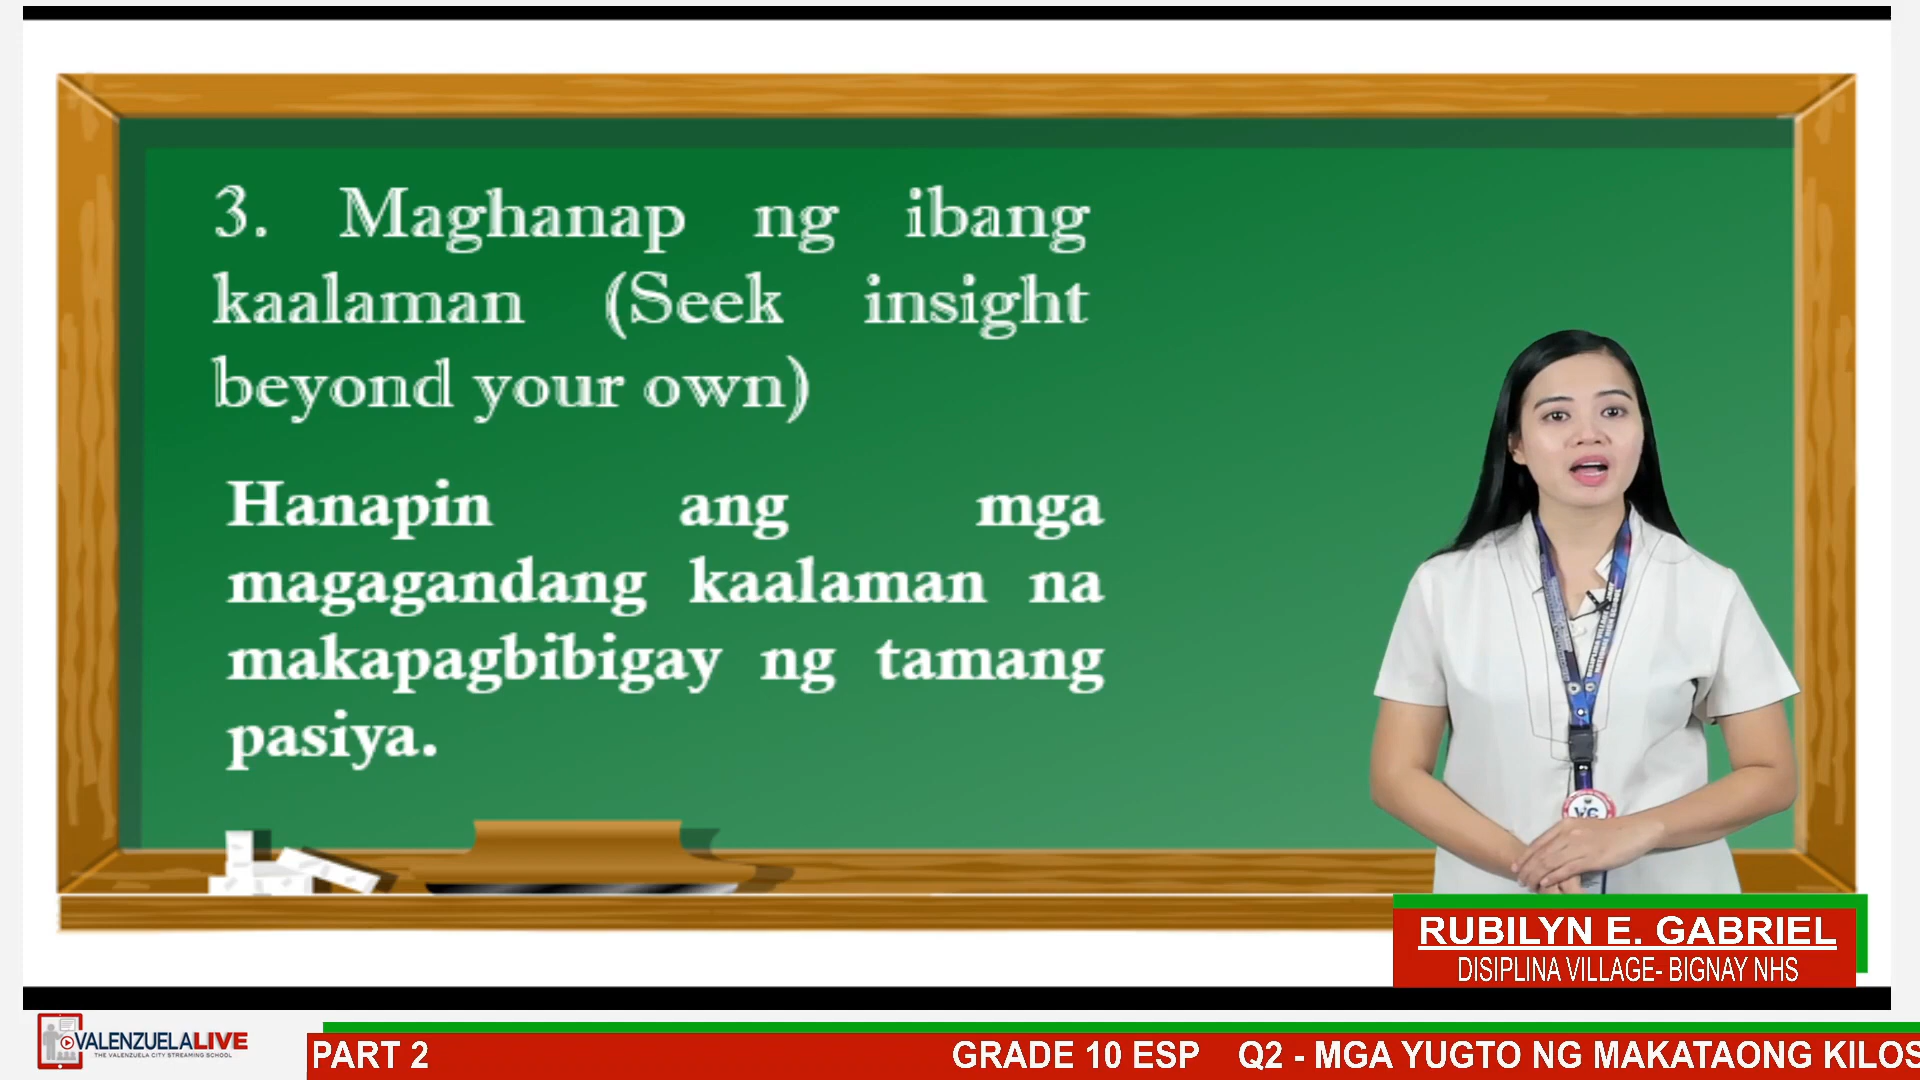 3. Maghanap ng ibang
kaalaman (Seek insight
beyond your own)
Hanapin ang mga
magagandang kaalaman na
makapagbibigay ng tamang
pasiya.
RUBILYN E. GABRIEL
DISIPLINA VILLAGE- BIGNAY NHS
VALENZUELALIVE
THE VALENZUELA CITY STREAMING SCHOOL
PART 2 GRADE 10 ESP Q2 - MGA YUGTO NG MAKATAONG KILOS